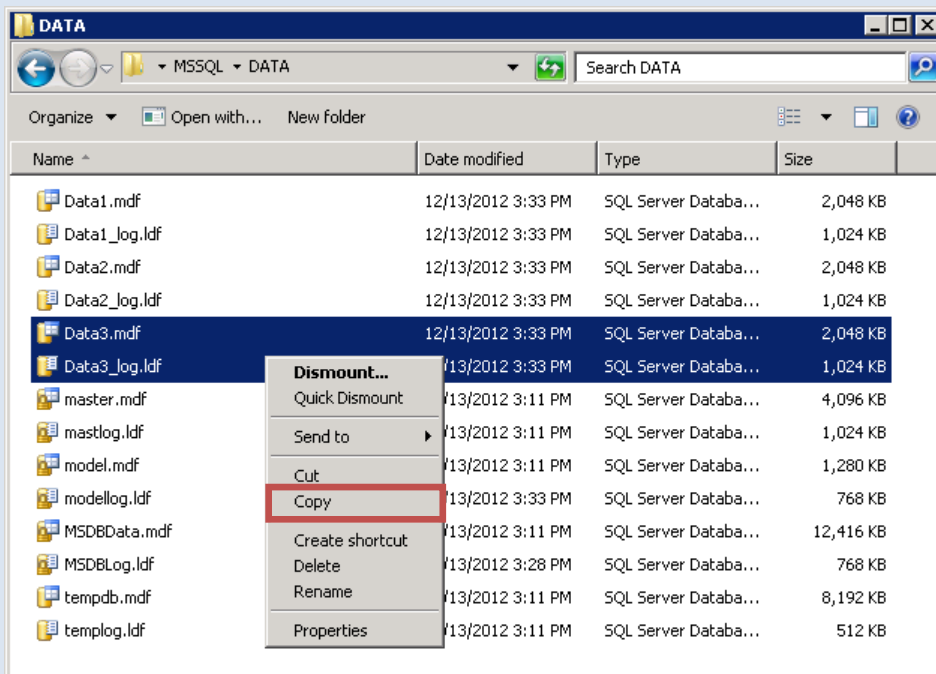 DATA
MSSQL DATA
Search DATA
Organize Open with... New folder
Name Date modified Type Size
Data1.mdf 12/13/2012 3:33 PM SQL Server Databa... 2,048 KB
Data1_log.ldf 12/13/2012 3:33 PM SQL Server Databa... 1,024 KB
Data2.mdf 12/13/2012 3:33 PM SQL Server Databa... 2,048 KB
Data2_log.ldf 12/13/2012 3:33 PM SQL Server Databa... 1,024 KB
Data3.mdf 12/13/2012 3:33 PM SQL Server Databa... 2,048 KB
Data3_log.ldf /13/2012 3:33 PM SQL Server Databa... 1,024 KB
master.mdf /13/2012 3:11 PM SQL Server Databa... 4,096 KB
mastlog.ldf /13/2012 3:11 PM SQL Server Databa... 1,024 KB
model.mdf /13/2012 3:11 PM SQL Server Databa... 1,280 KB
modellog.ldf /13/2012 3:33 PM SQL Server Databa... 768 KB
MSDBData.mdf /13/2012 3:11 PM SQL Server Databa... 12,416 KB
MSDBLog.ldf /13/2012 3:28 PM SQL Server Databa... 768 KB
tempdb.mdf /13/2012 3:11 PM SQL Server Databa... 8,192 KB
templog.ldf /13/2012 3:11 PM SQL Server Databa... 512 KB
Dismount...
Quick Dismount
Send to
Cut
Copy
Create shortcut
Delete
Rename
Properties